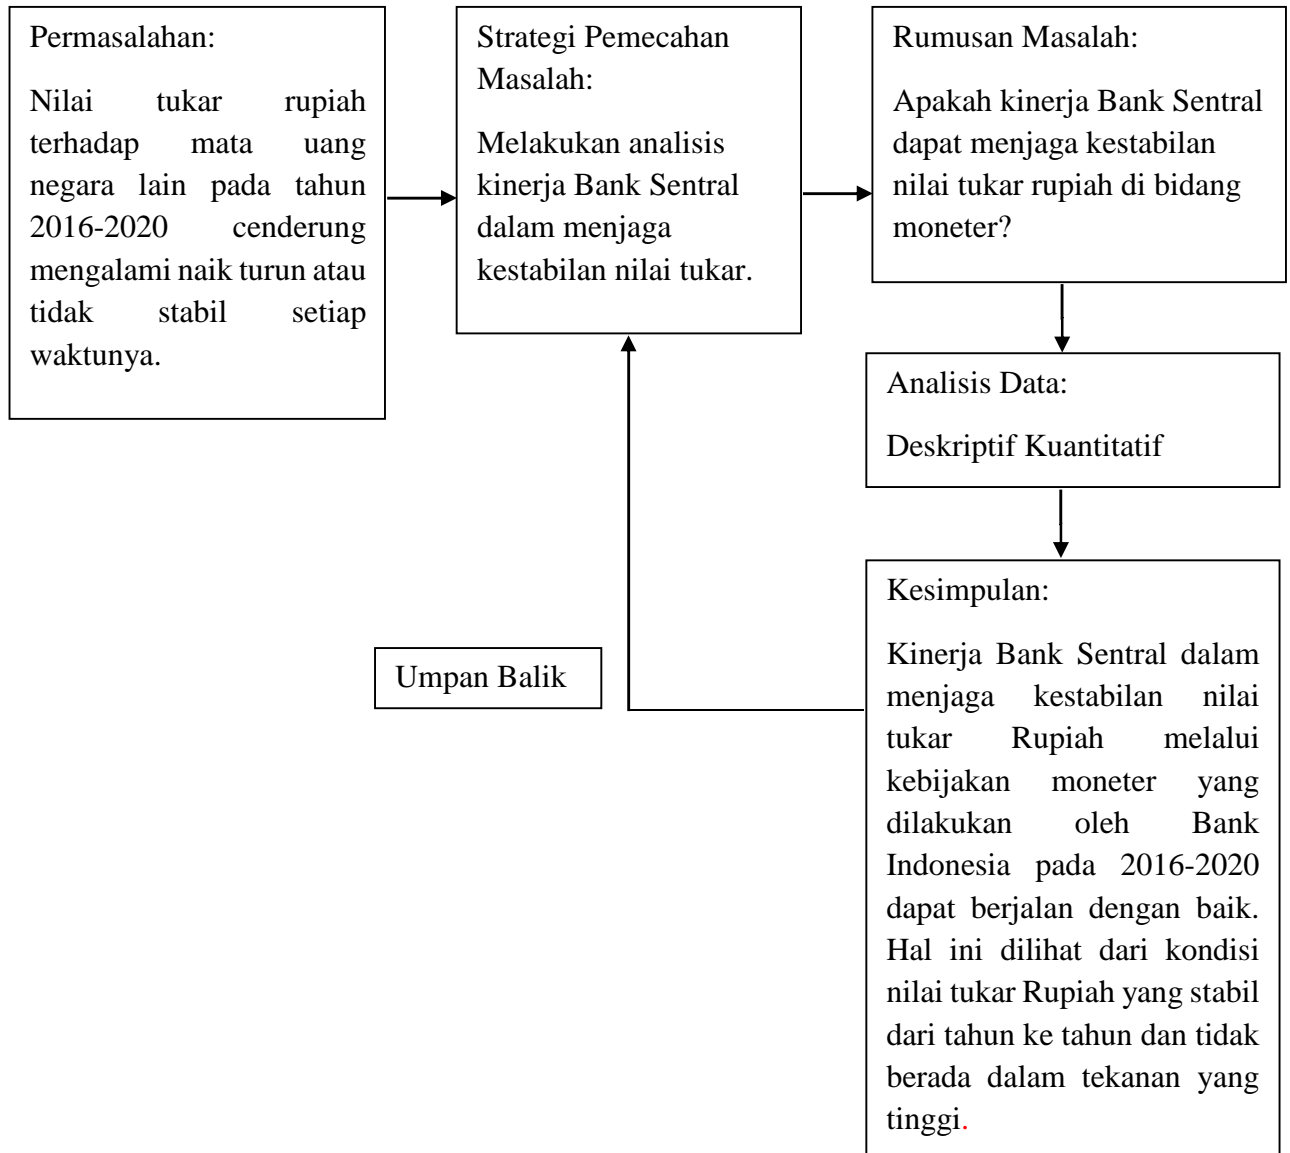 Permasalahan:
Nilai tukar rupiah
terhadap mata uang
negara lain pada tahun
2016-2020 cenderung
mengalami naik turun atau
tidak stabil setiap
waktunya.
Strategi Pemecahan
Masalah:
Melakukan analisis
kinerja Bank Sentral
dalam menjaga
kestabilan nilai tukar.
Rumusan Masalah:
Apakah kinerja Bank Sentral
dapat menjaga kestabilan
nilai tukar rupiah di bidang
moneter?
Analisis Data:
Deskriptif Kuantitatif
Kesimpulan:
Kinerja Bank Sentral dalam
menjaga kestabilan nilai
tukar Rupiah melalui
kebijakan moneter yang
dilakukan oleh Bank
Indonesia pada 2016-2020
dapat berjalan dengan baik.
Hal ini dilihat dari kondisi
nilai tukar Rupiah yang stabil
dari tahun ke tahun dan tidak
berada dalam tekanan yang
tinggi.
Umpan Balik